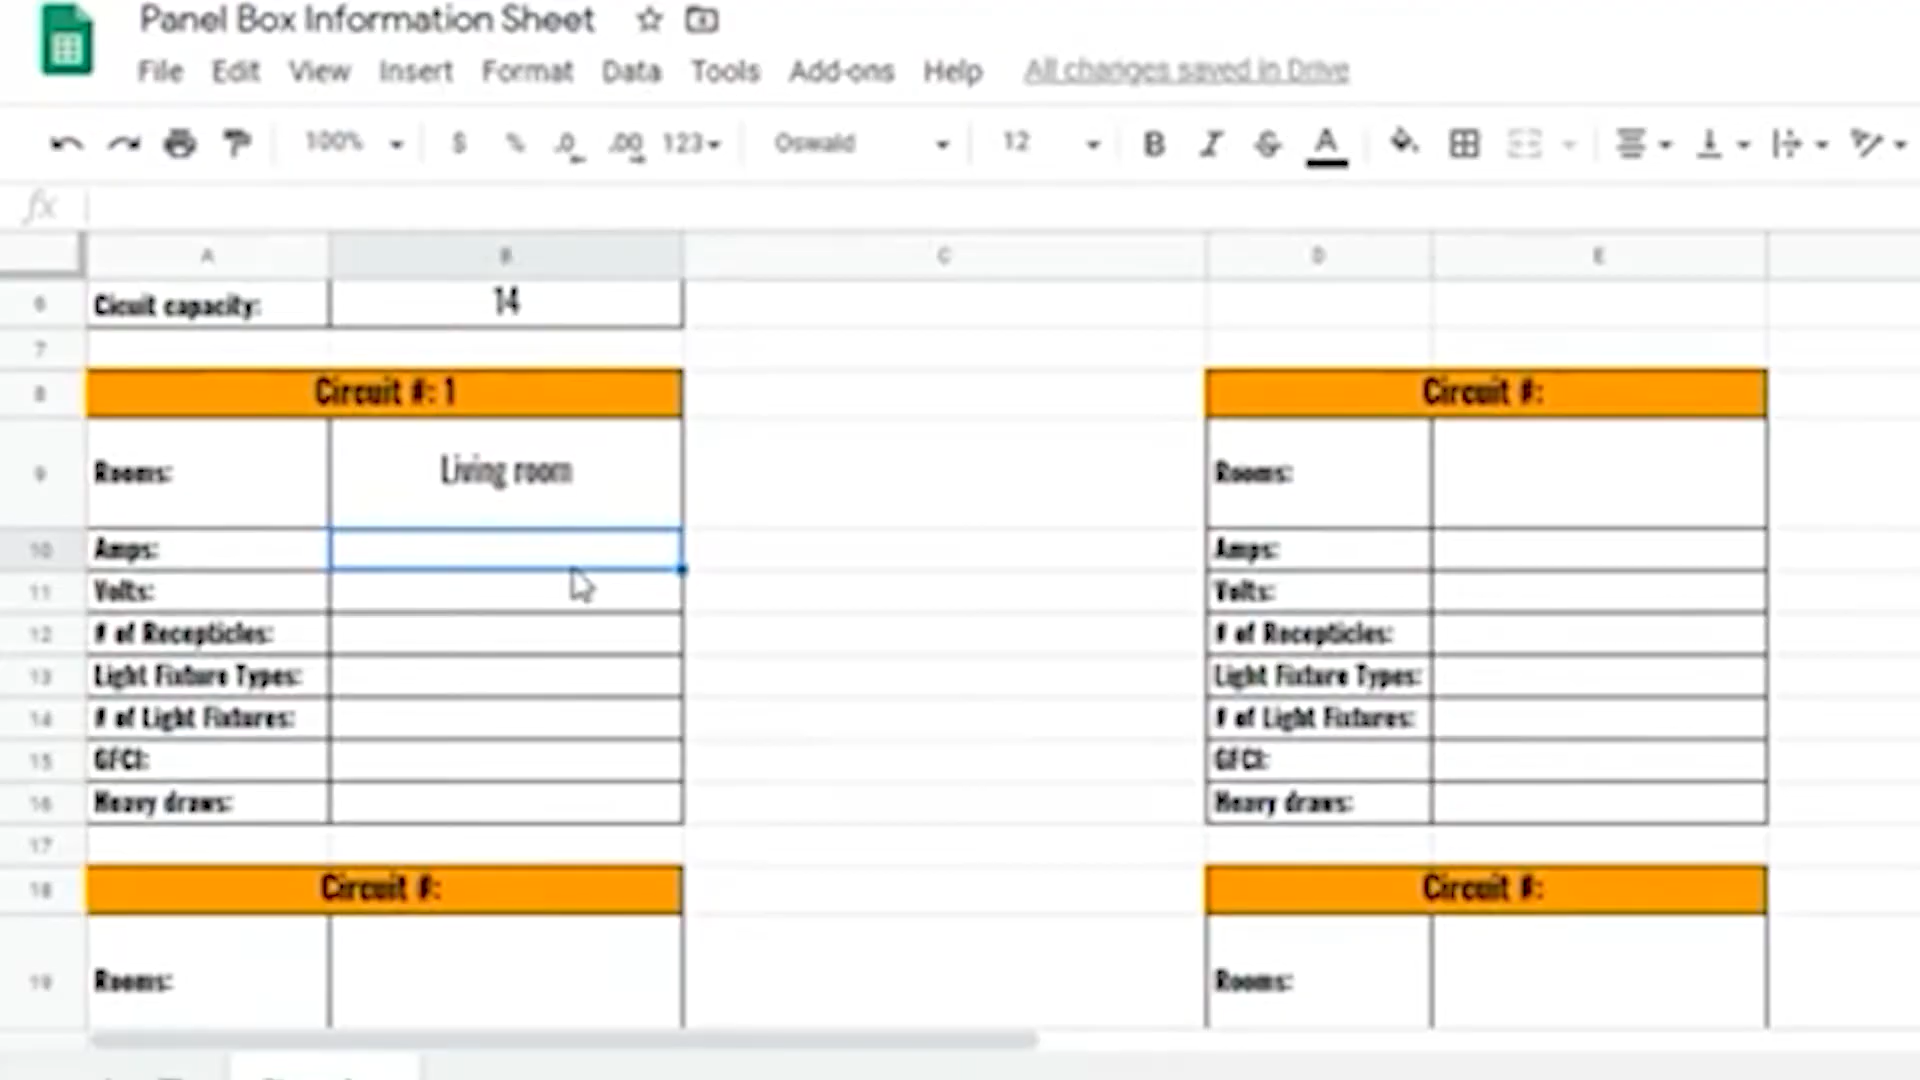 Panel Box Information Sheet
File Edit View Insert Format Data Tools Add-ons Help All changes saved in Drive
100% $ % .0 .00 123 Oswald 12 B I S A
fx
A B C D E
6 Cicuit capacity: 14
7
8 Circuit #: 1 Circuit #:
9 Rooms: Living room Rooms:
10 Amps: Amps:
11 Volts: Volts:
12 # of Recepticles: # of Recepticles:
13 Light Fixture Types: Light Fixture Types:
14 # of Light Fixtures: # of Light Fixtures:
15 GFCI: GFCI:
16 Heavy draws: Heavy draws:
17
18 Circuit #: Circuit #:
19 Rooms: Rooms: